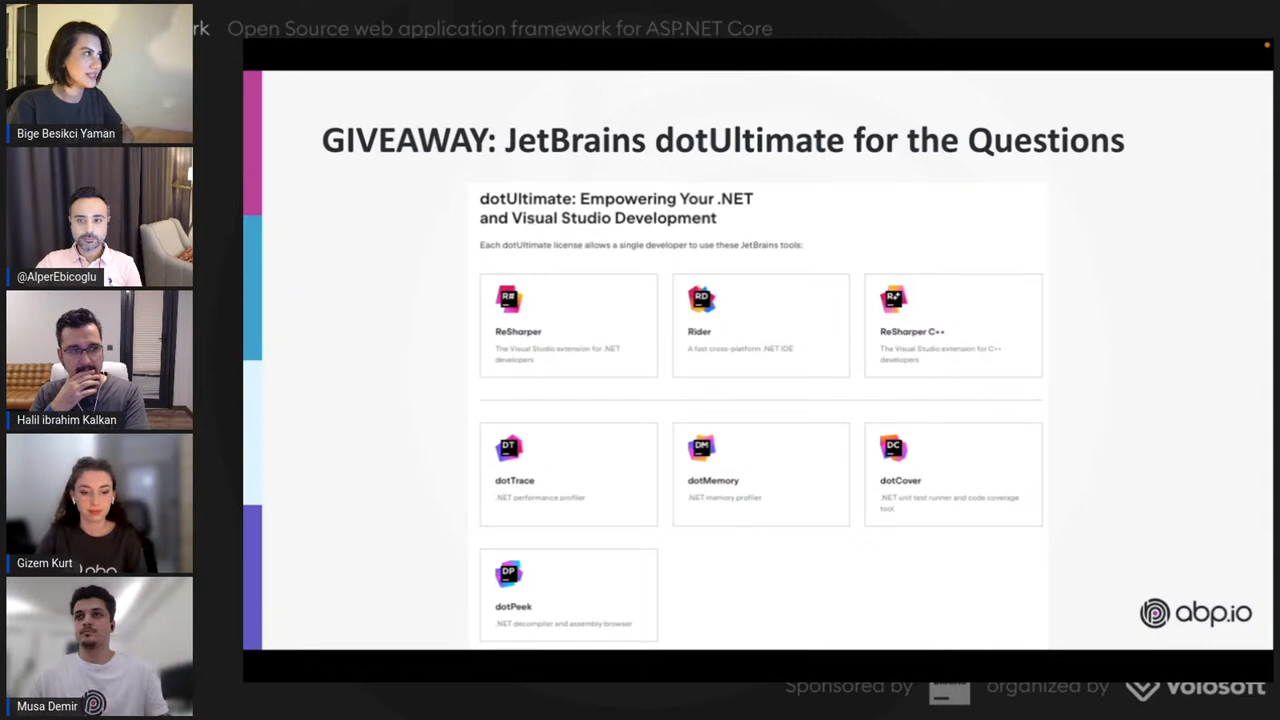 rk Open Source web application framework for ASP.NET Core
Bige Besikci Yaman
@AlperEbicoglu
Halil ibrahim Kalkan
Gizem Kurt
Musa Demir
GIVEAWAY: JetBrains dotUltimate for the Questions
dotUltimate: Empowering Your .NET
and Visual Studio Development
Each dotUltimate license allows a single developer to use these JetBrains tools:
R#
ReSharper
The Visual Studio extension for .NET
developers
RD
Rider
A fast cross-platform .NET IDE
ReSharper C++
The Visual Studio extension for C++
developers
DT
dotTrace
.NET performance profiler
DM
dotMemory
.NET memory profiler
DC
dotCover
.NET unit test runner and code coverage
tool
DP
dotPeek
.NET decompiler and assembly browser
abp.io
Sponsored by
organized by
Volosoft